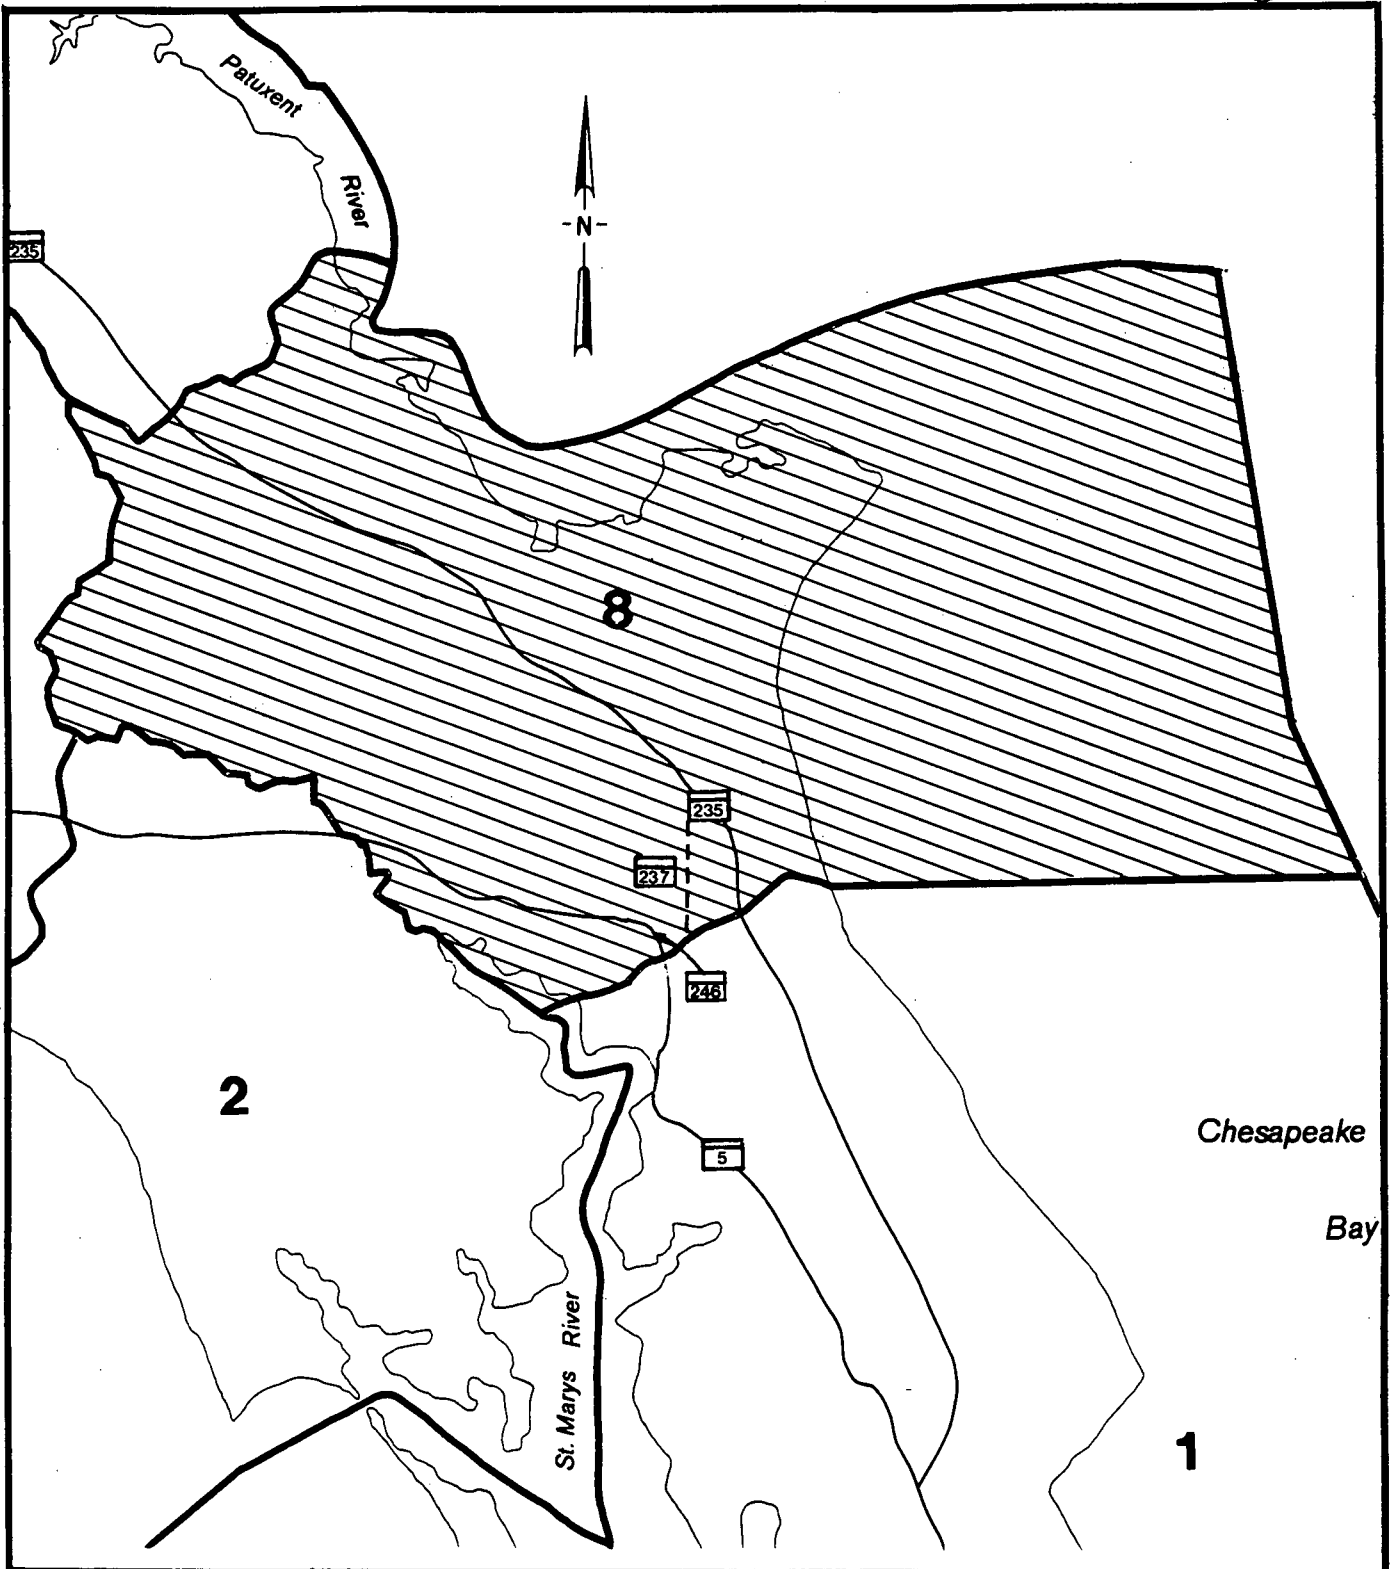 Patuxent
River
-N-
235
8
235
237
246
2
5
Chesapeake
Bay
St. Marys River
1